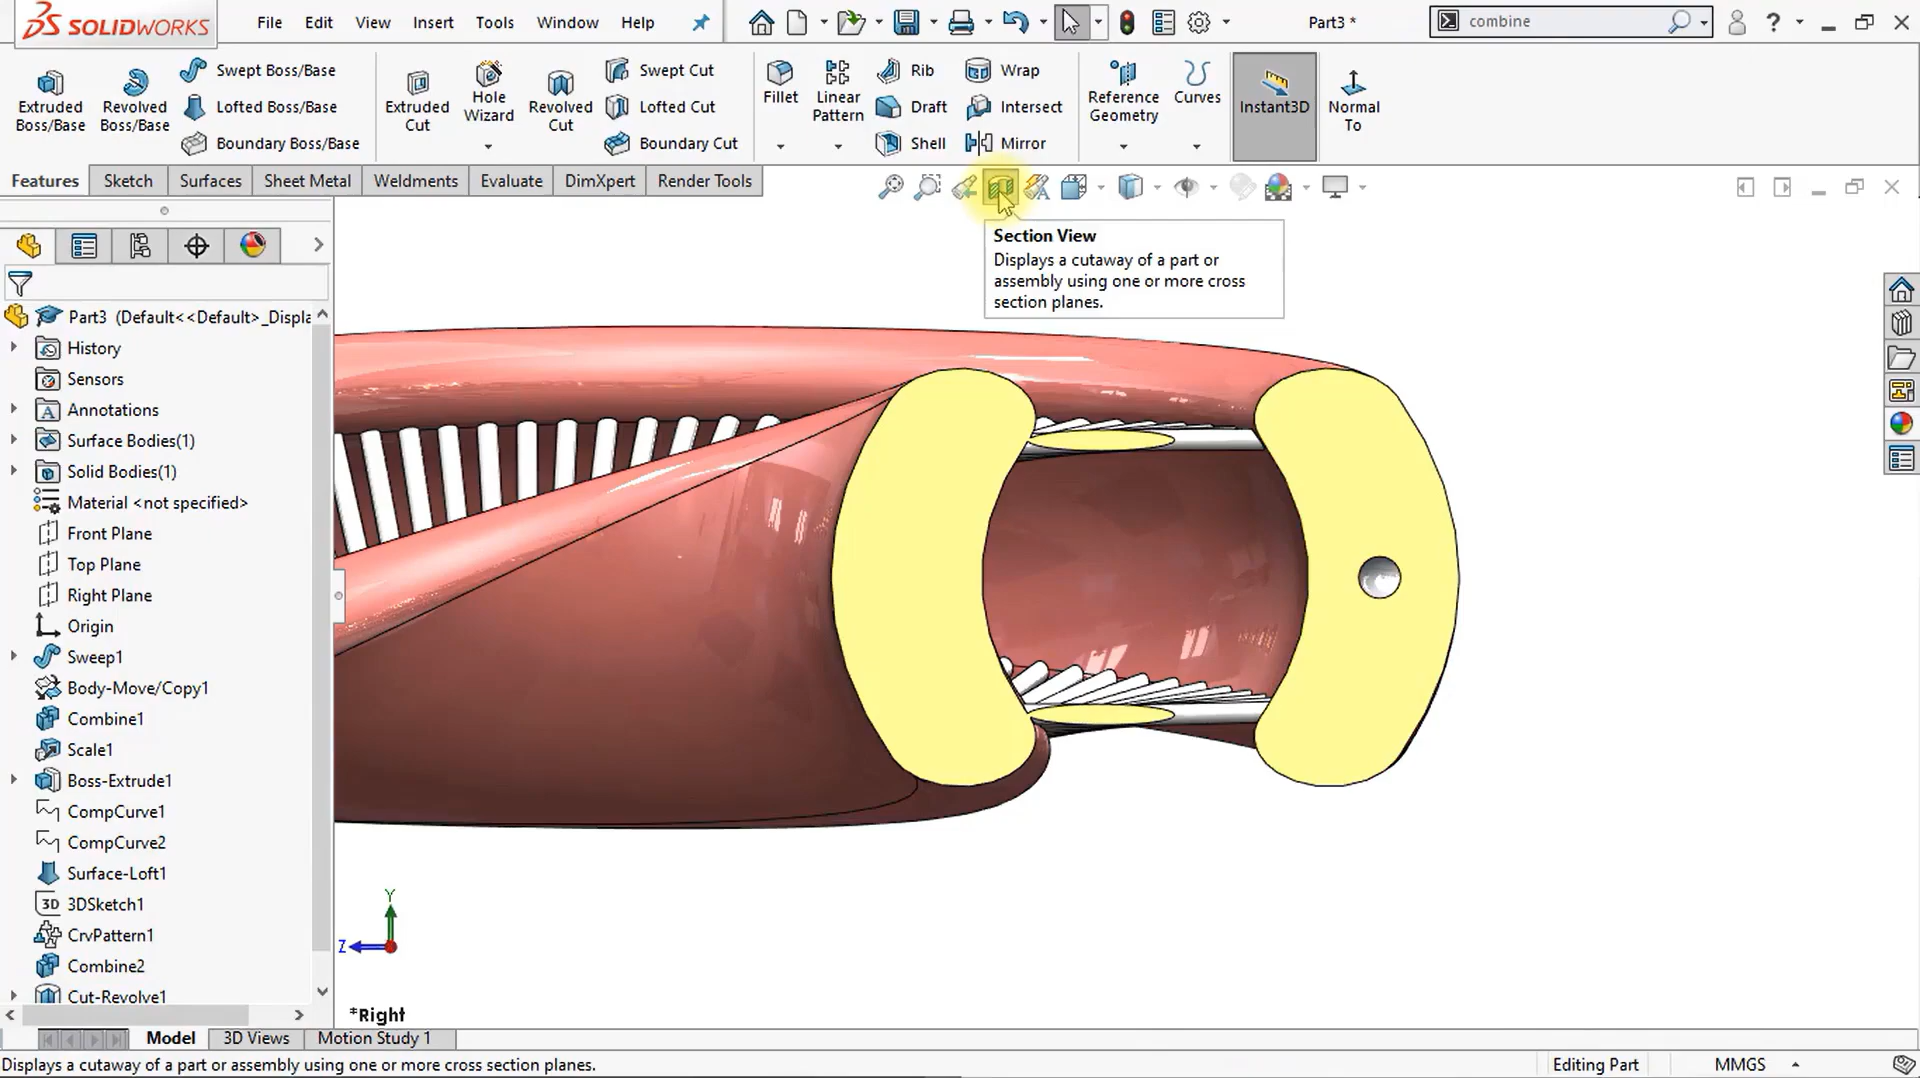 SOLIDWORKS
File Edit View Insert Tools Window Help
Part3 *
combine
?
Extruded Boss/Base
Revolved Boss/Base
Swept Boss/Base
Lofted Boss/Base
Boundary Boss/Base
Extruded Cut
Hole Wizard
Revolved Cut
Swept Cut
Lofted Cut
Boundary Cut
Fillet
Linear Pattern
Rib
Draft
Shell
Wrap
Intersect
Mirror
Reference Geometry
Curves
Instant3D
Normal To
Features Sketch Surfaces Sheet Metal Weldments Evaluate DimXpert Render Tools
Section View
Displays a cutaway of a part or
assembly using one or more cross
section planes.
Part3 (Default<<Default>_Displa
History
Sensors
Annotations
Surface Bodies(1)
Solid Bodies(1)
Material <not specified>
Front Plane
Top Plane
Right Plane
Origin
Sweep1
Body-Move/Copy1
Combine1
Scale1
Boss-Extrude1
CompCurve1
CompCurve2
Surface-Loft1
3D 3DSketch1
CrvPattern1
Combine2
Cut-Revolve1
Y
Z
*Right
Model 3D Views Motion Study 1
Displays a cutaway of a part or assembly using one or more cross section planes.
Editing Part
MMGS